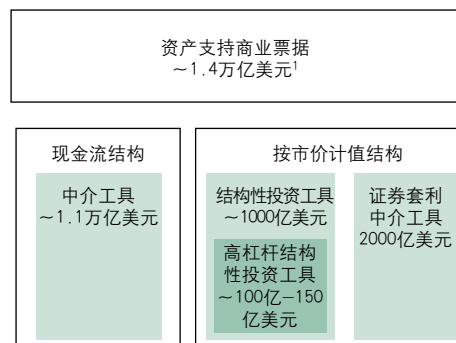 资产支持商业票据
～1.4万亿美元1
现金流结构
按市价计值结构
中介工具
～1.1万亿美元
结构性投资工具
～1000亿美元
高杠杆结构
性投资工具
～100亿–150
亿美元
证券套利
中介工具
2000亿美元